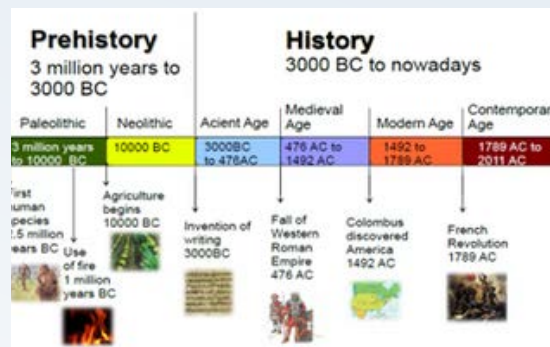 Prehistory
3 million years to
3000 BC
History
3000 BC to nowadays
Paleolithic
Neolithic
Acient Age
Medieval
Age
Modern Age
Contemporar
Age
3 million years
to 10000 BC
10000 BC
3000BC
to 476AC
476 AC to
1492 AC
1492 to
1789 AC
1789 AC to
2011 AC
First
human
species
2.5 million
years BC
Use
of fire
1
million
years BC
Agriculture
begins
10000 BC
Invention of
writing
3000BC
Fall of
Western
Roman
Empire
476 AC
Colombus
discovered
America
1492 AC
French
Revolution
1789 AC